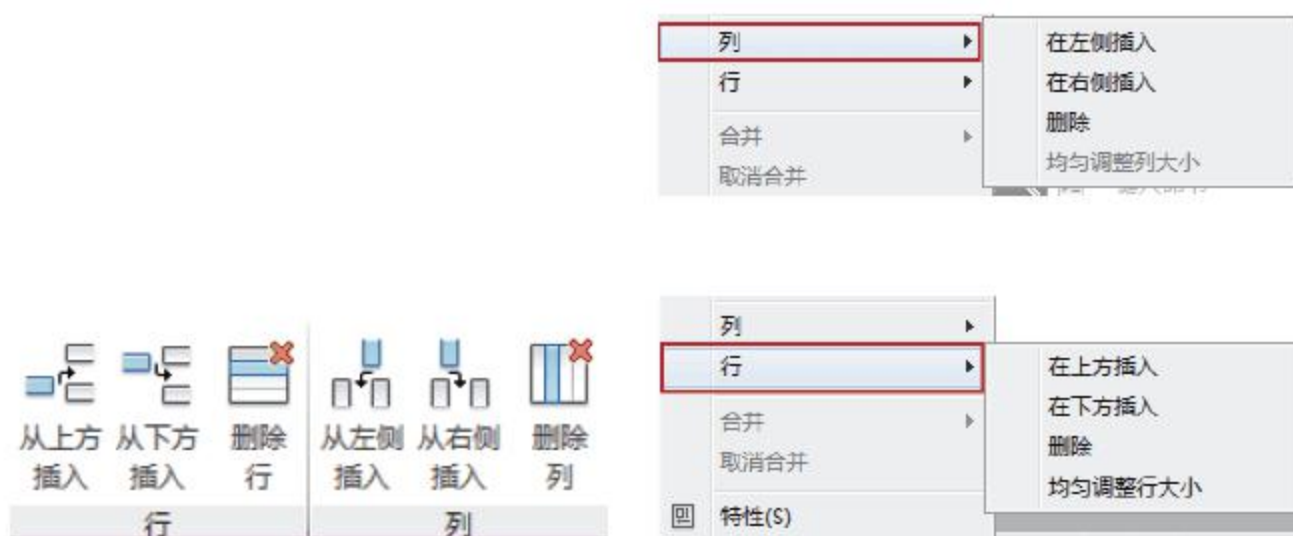 列
在左侧插入
行
在右侧插入
删除
合并
均匀调整列大小
取消合并
从上方 从下方 删除 从左侧 从右侧 删除
插入 插入 行 插入 插入 列
行 列
列
行
在上方插入
在下方插入
合并
删除
取消合并
均匀调整行大小
特性(S)